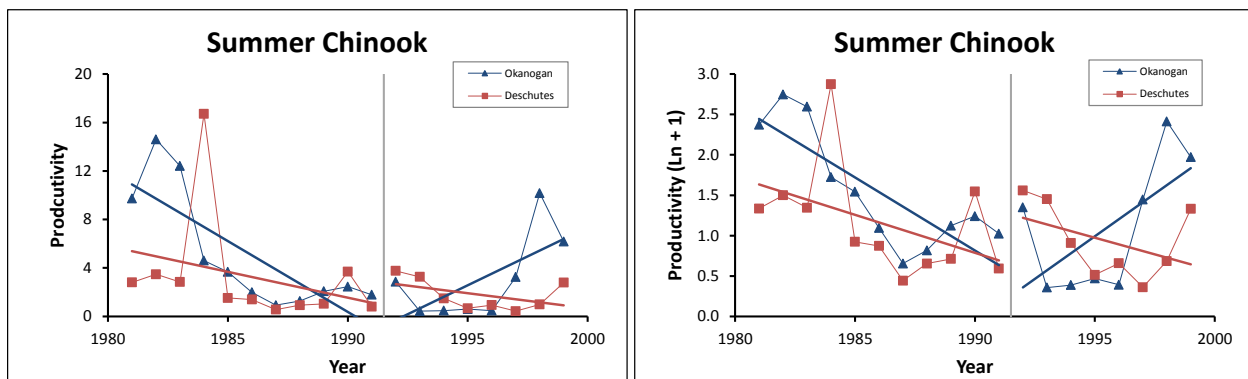 Summer Chinook
Prodcutivity
20
16
12
8
4
0
Okanogan
Deschutes
1980
1985
1990
1995
2000
Year
Summer Chinook
Productivity (Ln + 1)
3.0
2.5
2.0
1.5
1.0
0.5
0.0
Okanogan
Deschutes
1980
1985
1990
1995
2000
Year